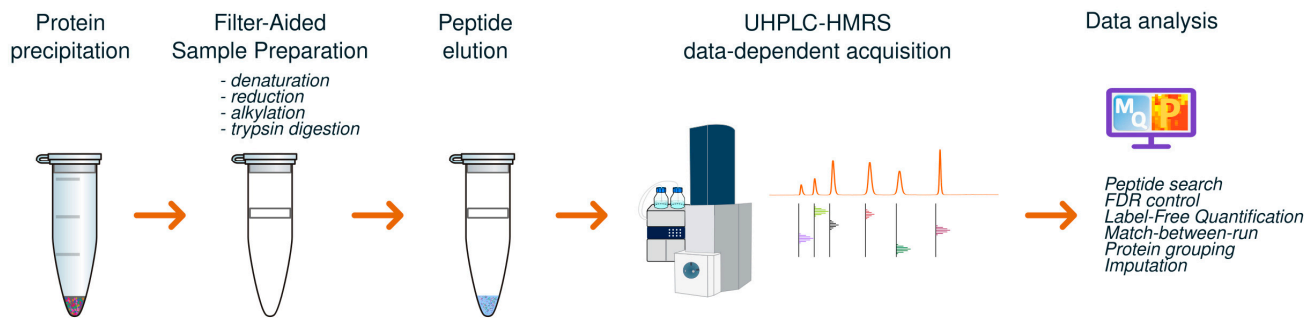 Protein
precipitation
Filter-Aided
Sample Preparation
- denaturation
- reduction
- alkylation
- trypsin digestion
Peptide
elution
UHPLC-HMRS
data-dependent acquisition
Data analysis
M
Q
P
Peptide search
FDR control
Label-Free Quantification
Match-between-run
Protein grouping
Imputation